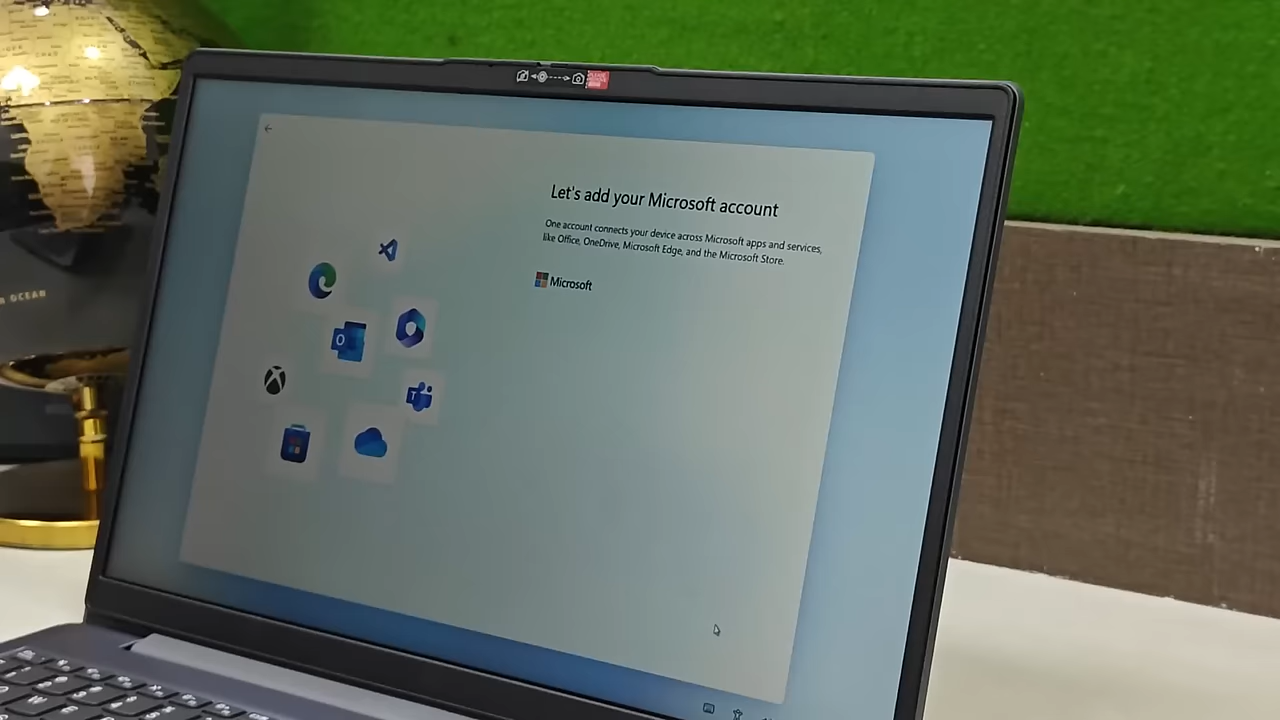 Let's add your Microsoft account
One account connects your device across Microsoft apps and services,
like Office, OneDrive, Microsoft Edge, and the Microsoft Store.
Microsoft
OCEAN